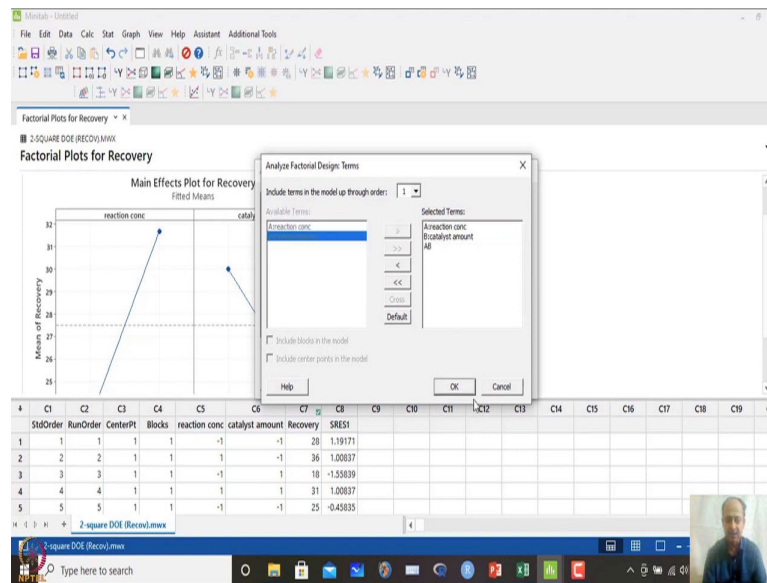 Minitab - Untitled
File Edit Data Calc Stat Graph View Help Assistant Additional Tools
Factorial Plots for Recovery
2-SQUARE DOE (RECOV).MWX
Factorial Plots for Recovery
Main Effects Plot for Recovery
Fitted Means
reaction conc
cataly
Mean of Recovery
32
31
30
29
28
27
26
25
Analyze Factorial Design: Terms
Include terms in the model up through order: 1
Available Terms:
A:reaction conc
Selected Terms:
A:reaction conc
B:catalyst amount
AB
>
>>
<
<<
Cross
Default
Include blocks in the model
Include center points in the model
Help OK Cancel
C1 C2 C3 C4 C5 C6 C7 C8 C9 C10 C11 C12 C13 C14 C15 C16 C17 C18 C19
StdOrder RunOrder CenterPt Blocks reaction conc catalyst amount Recovery SRES1
1 1 1 1 1 -1 -1 28 1.19171
2 2 2 1 1 1 -1 36 1.00837
3 3 3 1 1 -1 1 18 -1.55839
4 4 4 1 1 1 1 31 1.00837
5 5 5 1 1 -1 -1 25 -0.45835
2-square DOE (Recov).mwx
2-square DOE (Recov).mwx
Type here to search
NPTEL